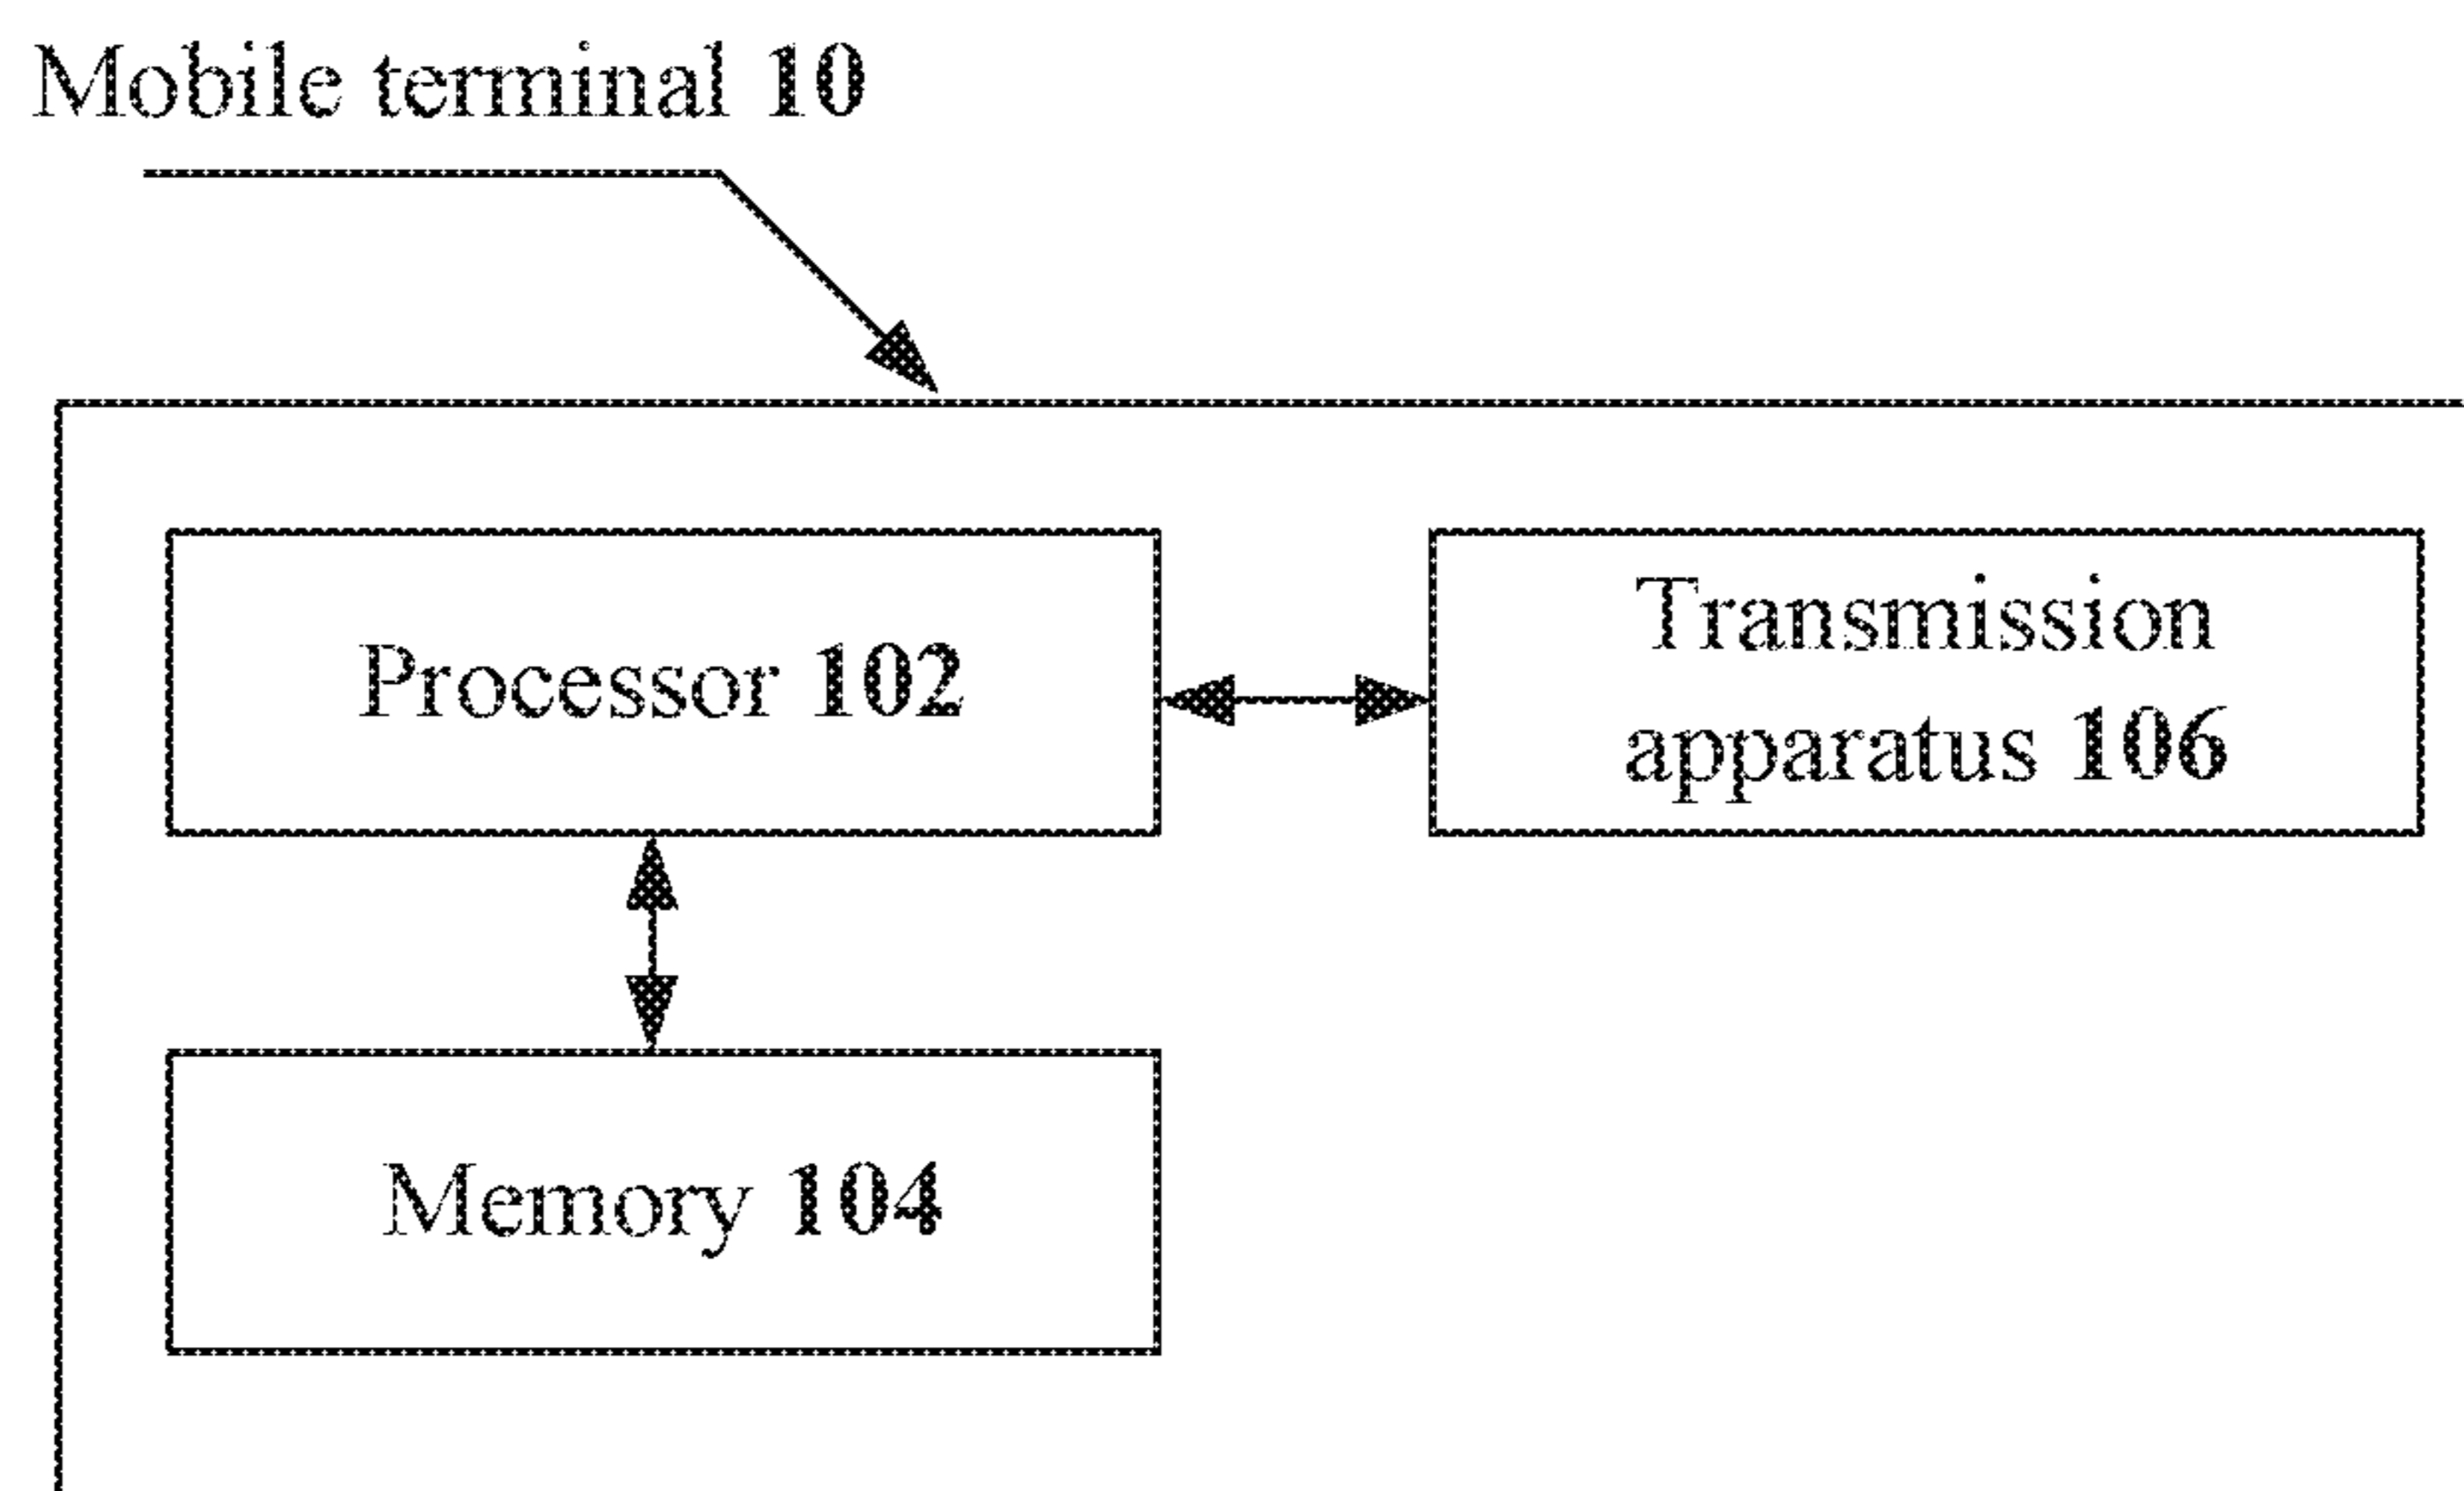 Mobile terminal 10
Processor 102
Transmission
apparatus 106
Memory 104